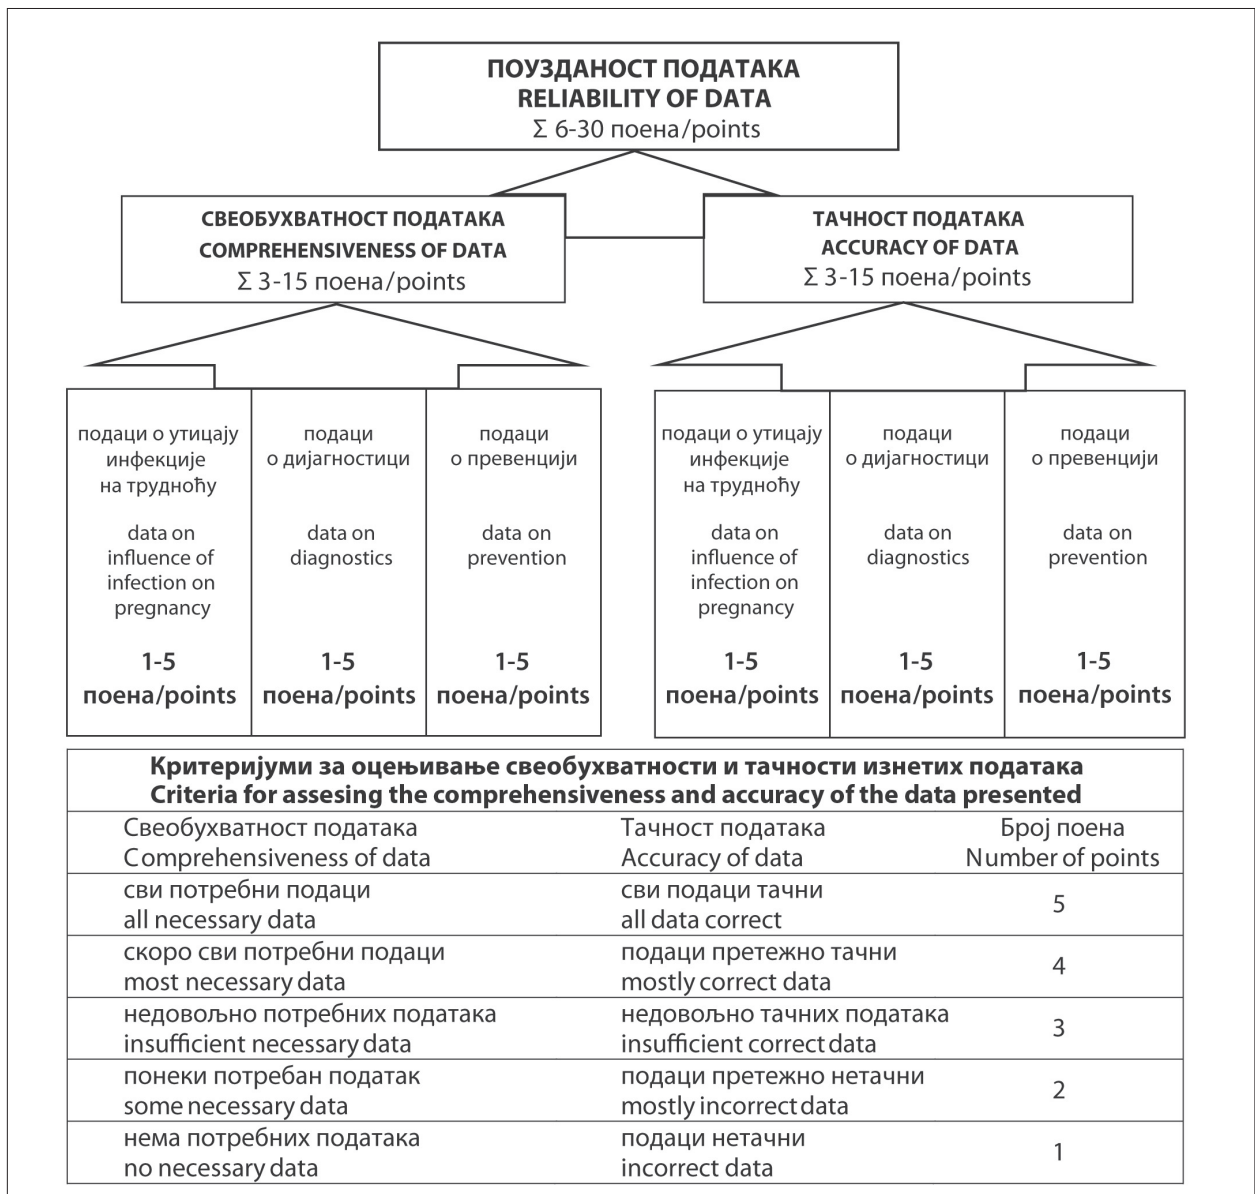 ПОУЗДАНОСТ ПОДАТАКА
RELIABILITY OF DATA
Σ 6-30 поена/points
СВЕОБУХВАТНОСТ ПОДАТАКА
COMPREHENSIVENESS OF DATA
Σ 3-15 поена/points
ТАЧНОСТ ПОДАТАКА
ACCURACY OF DATA
Σ 3-15 поена/points
подаци о утицају
инфекције
на трудноћу
data on
influence of
infection on
pregnancy
1-5
поена/points
подаци
о дијагностици
data on
diagnostics
1-5
поена/points
подаци
о превенцији
data on
prevention
1-5
поена/points
подаци о утицају
инфекције
на трудноћу
data on
influence of
infection on
pregnancy
1-5
поена/points
подаци
о дијагностици
data on
diagnostics
1-5
поена/points
подаци
о превенцији
data on
prevention
1-5
поена/points
Критеријуми за оцењивање свеобухватности и тачности изнетих података
Criteria for assesing the comprehensiveness and accuracy of the data presented
Свеобухватност података
Comprehensiveness of data
Тачност података
Accuracy of data
Број поена
Number of points
сви потребни подаци
all necessary data
сви подаци тачни
all data correct
5
скоро сви потребни подаци
most necessary data
подаци претежно тачни
mostly correct data
4
недовољно потребних података
insufficient necessary data
недовољно тачних података
insufficient correct data
3
понеки потребан податак
some necessary data
подаци претежно нетачни
mostly incorrect data
2
нема потребних података
no necessary data
подаци нетачни
incorrect data
1